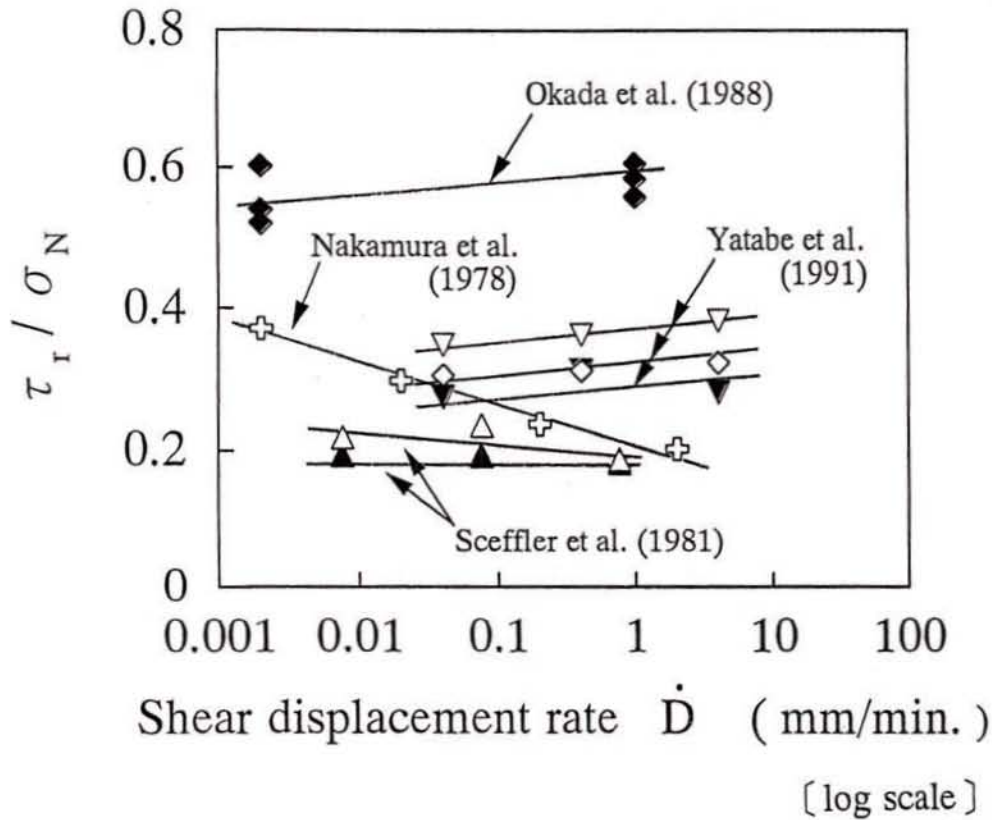 0.8
Okada et al. (1988)
0.6
Nakamura et al.
(1978)
Yatabe et al.
(1991)
τ r / σ N
0.4
0.2
Sceffler et al. (1981)
0
0.001 0.01 0.1 1 10 100
Shear displacement rate Ḋ ( mm/min. )
〔 log scale 〕